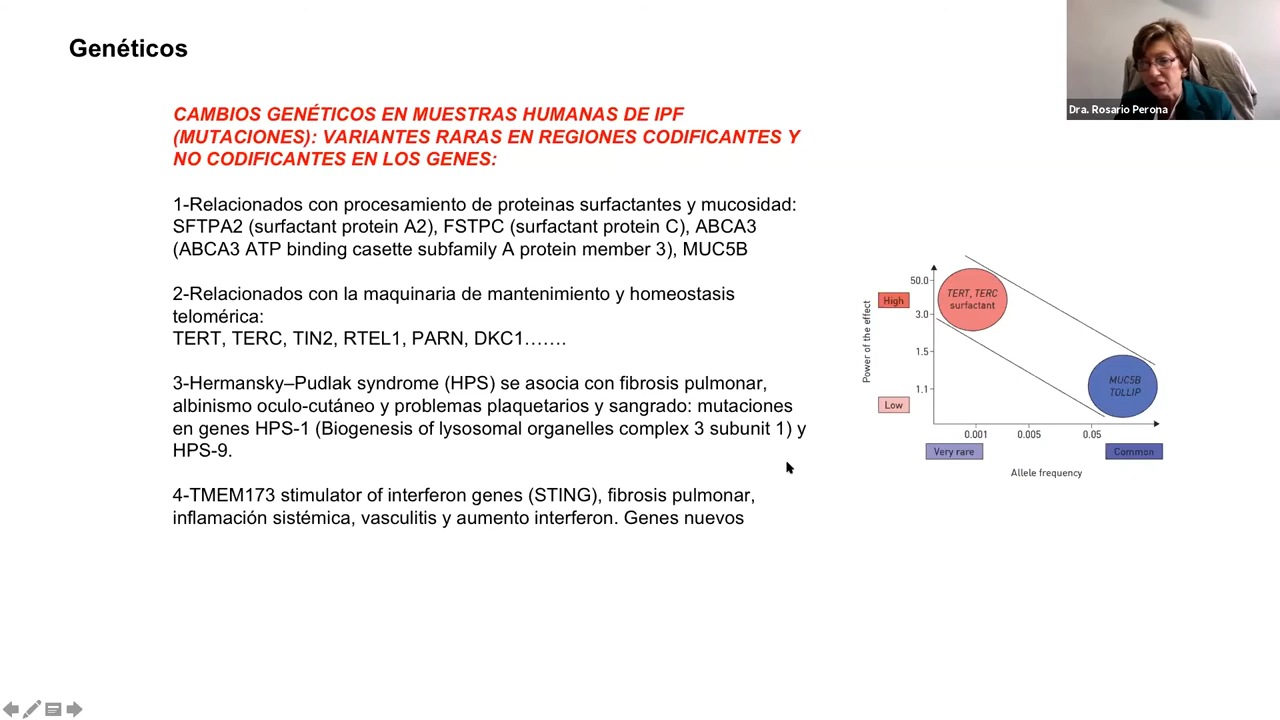 Genéticos
Dra. Rosario Perona
CAMBIOS GENÉTICOS EN MUESTRAS HUMANAS DE IPF
(MUTACIONES): VARIANTES RARAS EN REGIONES CODIFICANTES Y
NO CODIFICANTES EN LOS GENES:
1-Relacionados con procesamiento de proteinas surfactantes y mucosidad:
SFTPA2 (surfactant protein A2), FSTPC (surfactant protein C), ABCA3
(ABCA3 ATP binding casette subfamily A protein member 3), MUC5B
2-Relacionados con la maquinaria de mantenimiento y homeostasis
telomérica:
TERT, TERC, TIN2, RTEL1, PARN, DKC1…….
3-Hermansky–Pudlak syndrome (HPS) se asocia con fibrosis pulmonar,
albinismo oculo-cutáneo y problemas plaquetarios y sangrado: mutaciones
en genes HPS-1 (Biogenesis of lysosomal organelles complex 3 subunit 1) y
HPS-9.
4-TMEM173 stimulator of interferon genes (STING), fibrosis pulmonar,
inflamación sistémica, vasculitis y aumento interferon. Genes nuevos
Power of the effect
High
Low
50.0
3.0
1.5
1.1
TERT, TERC
surfactant
MUC5B
TOLLIP
0.001
0.005
0.05
Very rare
Common
Allele frequency